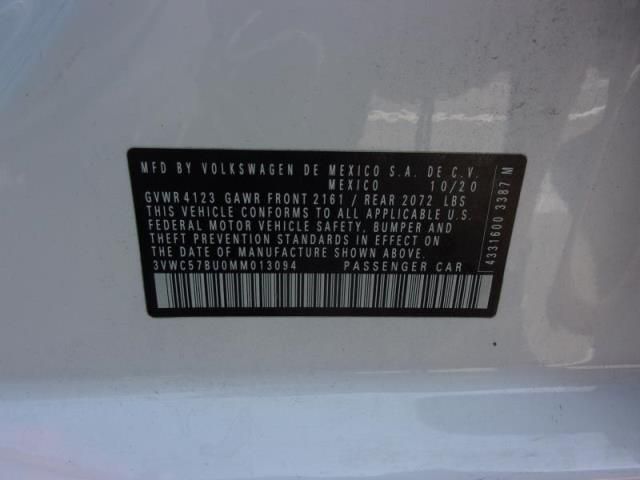 MFD BY VOLKSWAGEN DE MEXICO S.A. DE C.V.
MEXICO 10/20
GVWR 4123 GAWR FRONT 2161 / REAR 2072 LBS
THIS VEHICLE CONFORMS TO ALL APPLICABLE U.S.
FEDERAL MOTOR VEHICLE SAFETY, BUMPER AND
THEFT PREVENTION STANDARDS IN EFFECT ON
THE DATE OF MANUFACTURE SHOWN ABOVE.
3VWC57BU0MM013094 PASSENGER CAR
4331600 3387 M